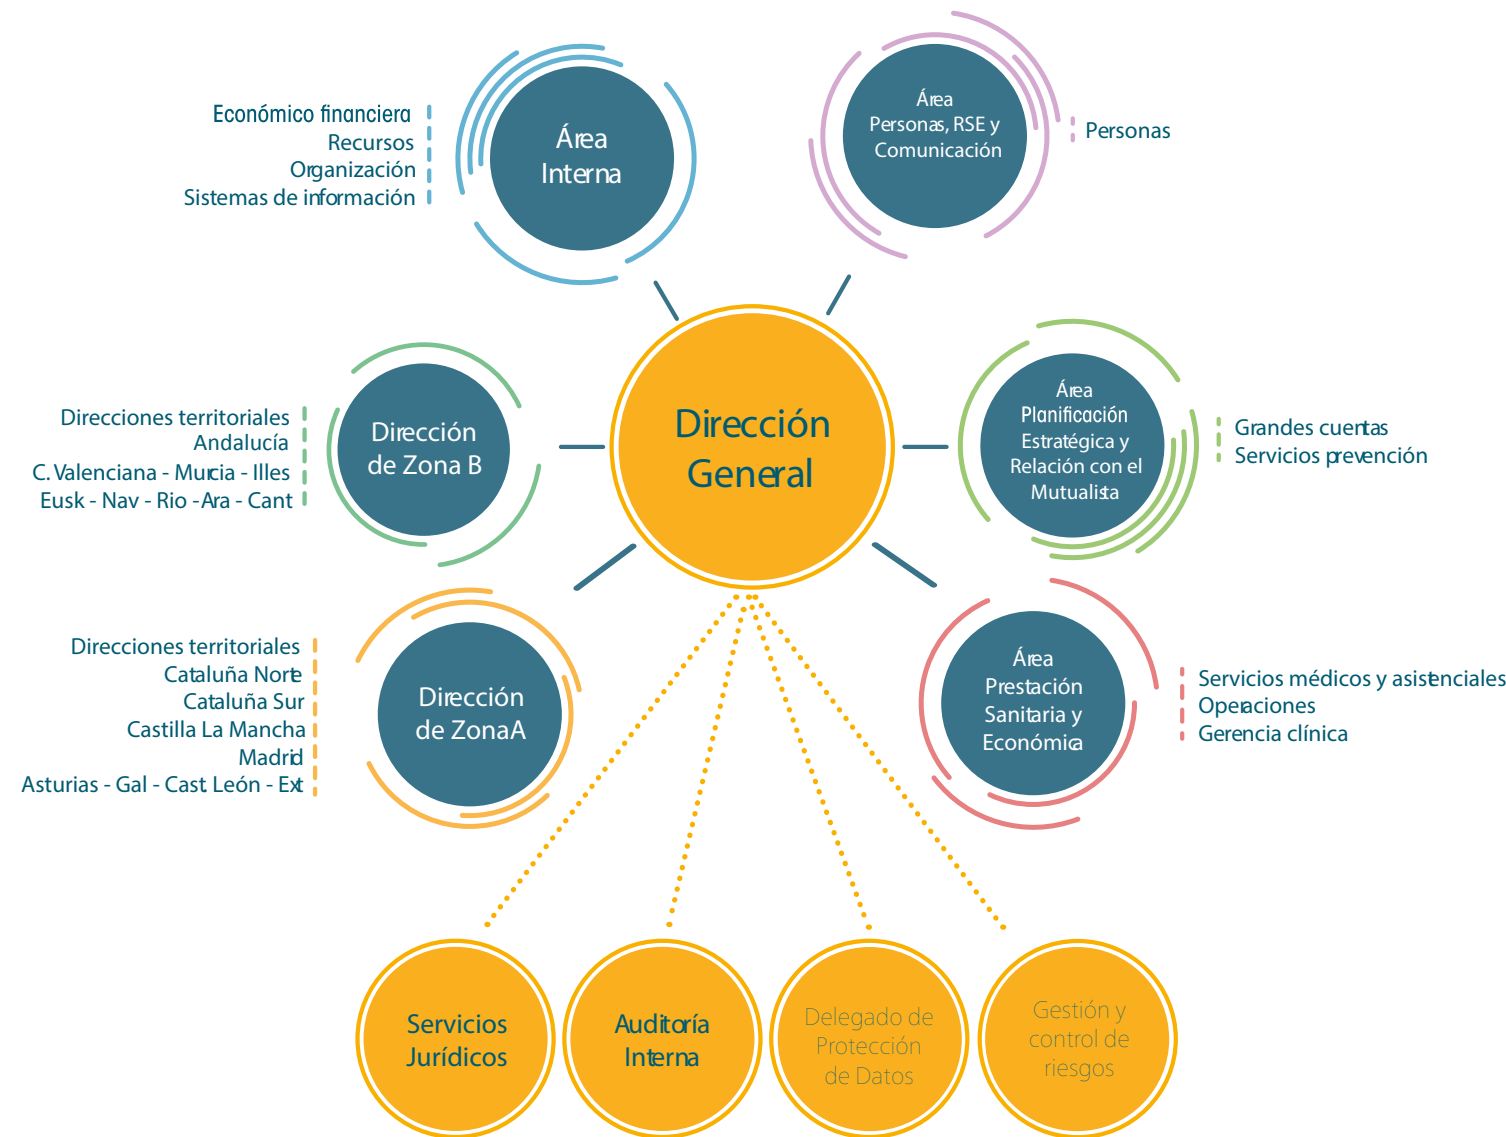 Económico financiera
Recursos
Organización
Sistemas de información
Área
Interna
Área
Personas, RSE y
Comunicación
Personas
Direcciones territoriales
Andalucía
C. Valenciana - Murcia - Illes
Eusk - Nav - Rio - Ara - Cant
Dirección
de Zona B
Dirección
General
Área
Planificación
Estratégica y
Relación con el
Mutualista
Grandes cuentas
Servicios prevención
Direcciones territoriales
Cataluña Norte
Cataluña Sur
Castilla La Mancha
Madrid
Asturias - Gal - Cast. León - Ext
Dirección
de Zona A
Área
Prestación
Sanitaria y
Económica
Servicios médicos y asistenciales
Operaciones
Gerencia clínica
Servicios
Jurídicos
Auditoría
Interna
Delegado de
Protección
de Datos
Gestión y
control de
riesgos